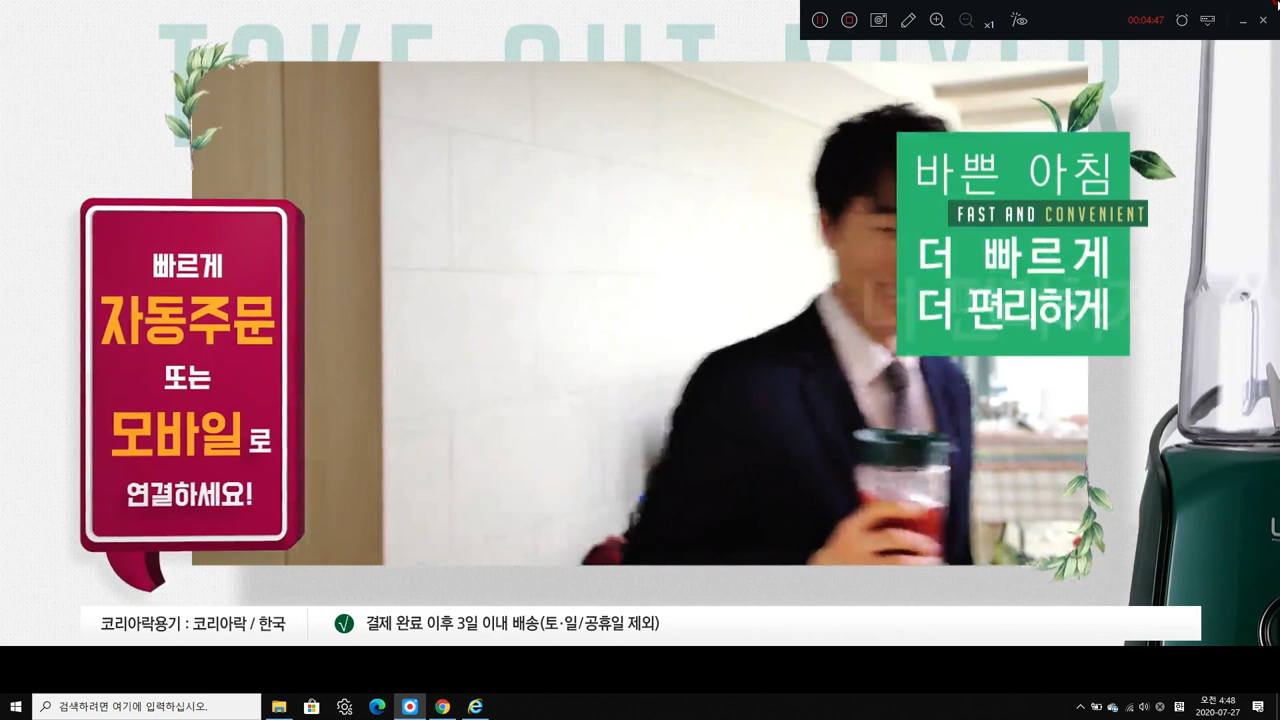 TAKE OUT MIXER
x1
00:04:47
바쁜 아침
FAST AND CONVENIENT
더 빠르게
더 편리하게
빠르게
자동주문
또는
모바일로
연결하세요!
코리아락용기 : 코리아락 / 한국
결제 완료 이후 3일 이내 배송(토·일/공휴일 제외)
검색하려면 여기에 입력하십시오.
오전 4:48
2020-07-27